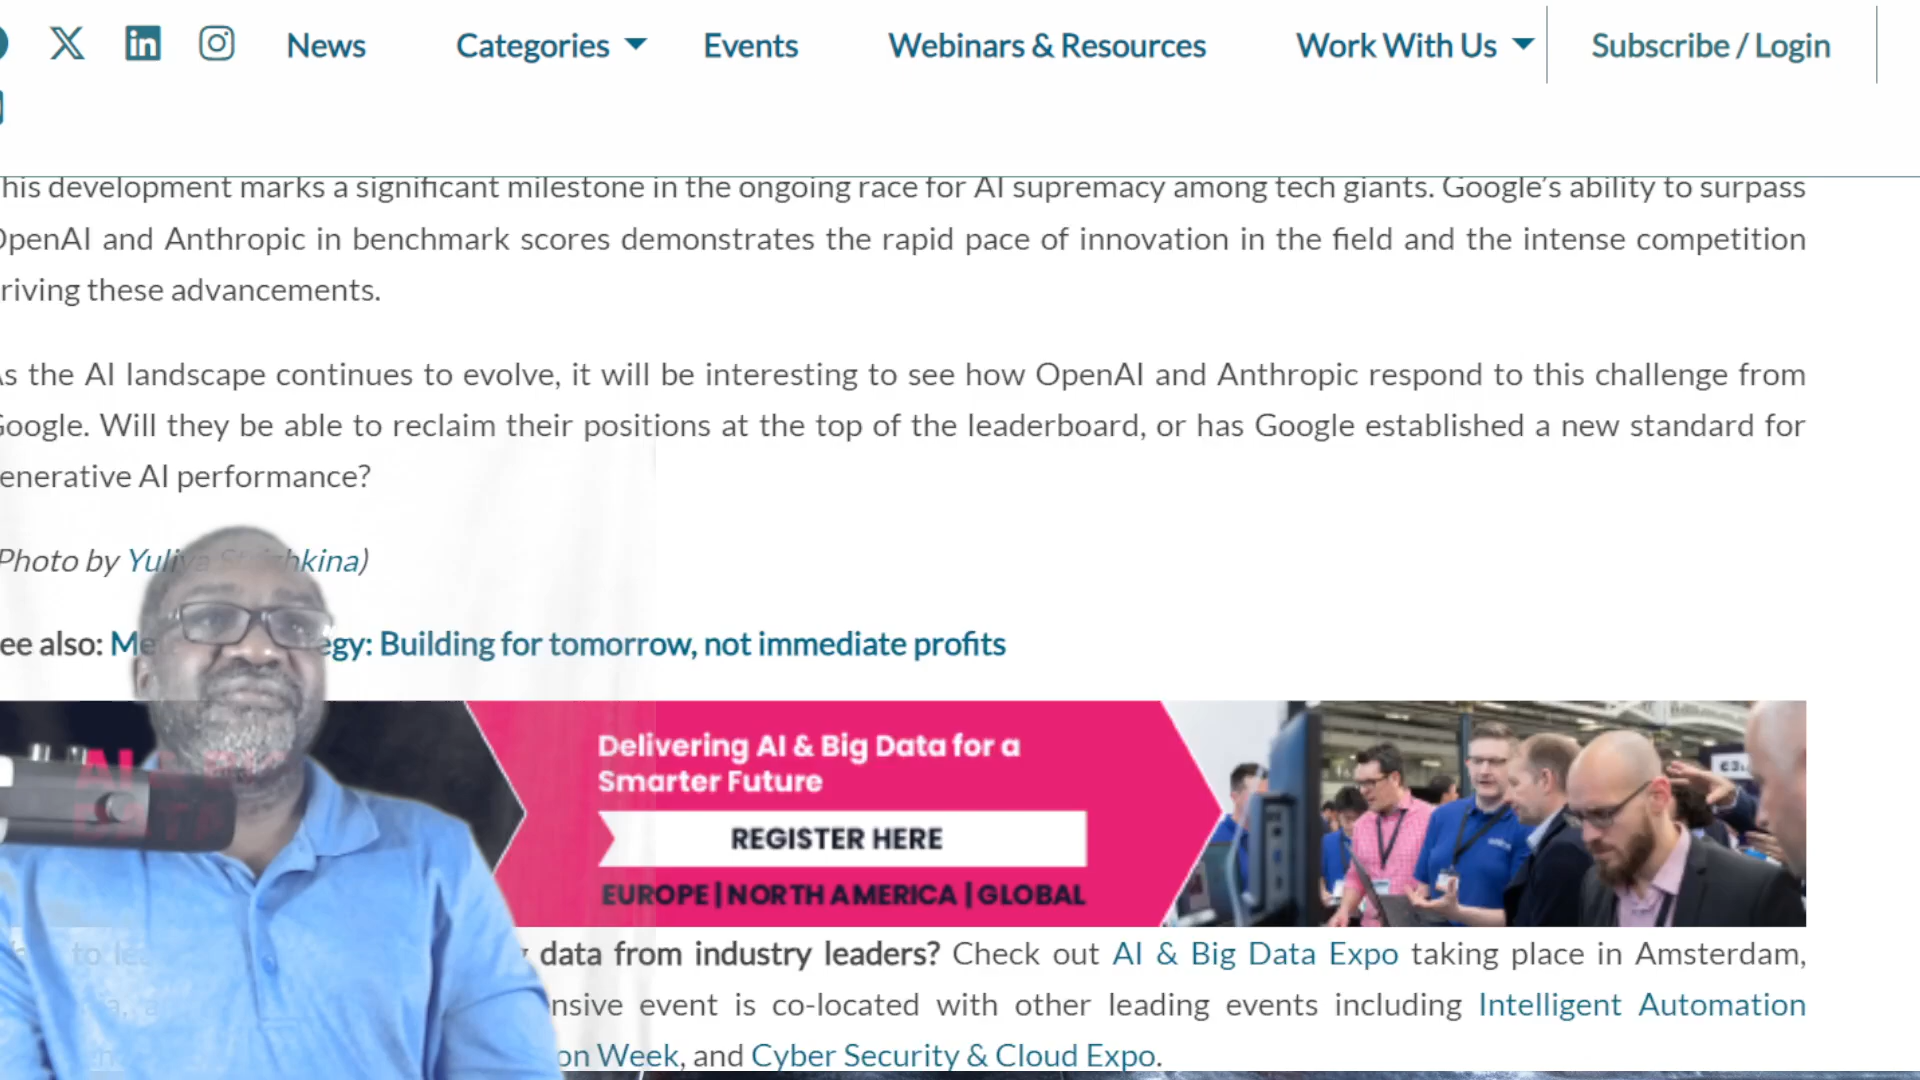 X in News Categories Events Webinars & Resources Work With Us Subscribe / Login
his development marks a significant milestone in the ongoing race for AI supremacy among tech giants. Google's ability to surpass
OpenAI and Anthropic in benchmark scores demonstrates the rapid pace of innovation in the field and the intense competition
riving these advancements.
s the AI landscape continues to evolve, it will be interesting to see how OpenAI and Anthropic respond to this challenge from
Google. Will they be able to reclaim their positions at the top of the leaderboard, or has Google established a new standard for
enerative AI performance?
Photo by Yuliya Strizhkina)
ee also: Me egy: Building for tomorrow, not immediate profits
AI & BIG
DATA
Delivering AI & Big Data for a
Smarter Future
REGISTER HERE
EUROPE | NORTH AMERICA | GLOBAL
to data from industry leaders? Check out AI & Big Data Expo taking place in Amsterdam,
nsive event is co-located with other leading events including Intelligent Automation
on Week, and Cyber Security & Cloud Expo.